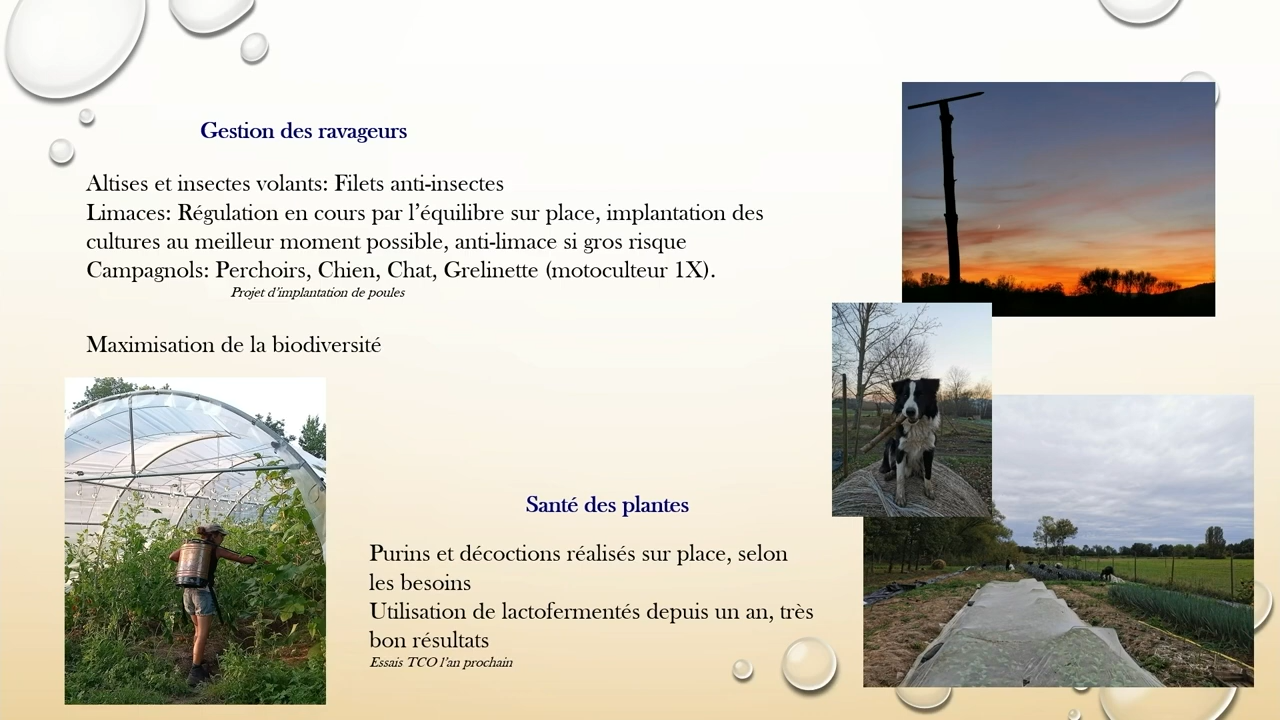 Gestion des ravageurs
Altises et insectes volants: Filets anti-insectes
Limaces: Régulation en cours par l’équilibre sur place, implantation des
cultures au meilleur moment possible, anti-limace si gros risque
Campagnols: Perchoirs, Chien, Chat, Grelinette (motoculteur 1X).
Projet d’implantation de poules
Maximisation de la biodiversité
Santé des plantes
Purins et décoctions réalisés sur place, selon
les besoins
Utilisation de lactofermentés depuis un an, très
bon résultats
Essais TCO l’an prochain